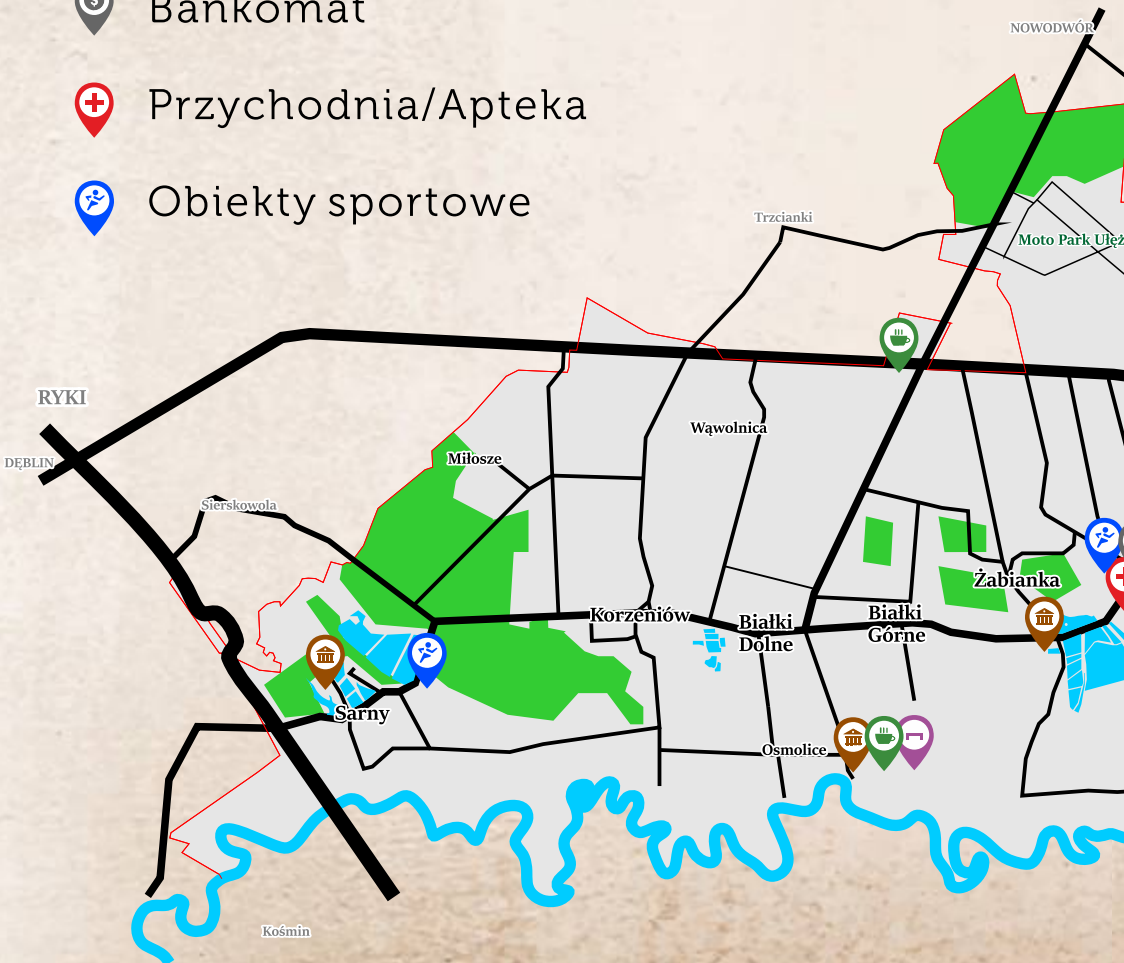 Bankomat
NOWODWÓR
Przychodnia/Apteka
Obiekty sportowe
Trzcianki
Moto Park Ułęż
RYKI
Wąwolnica
DĘBLIN
Miłosze
Sierskowola
Żabianka
Korzeniów
Białki
Dolne
Białki
Górne
Sarny
Osmolice
Kośmin